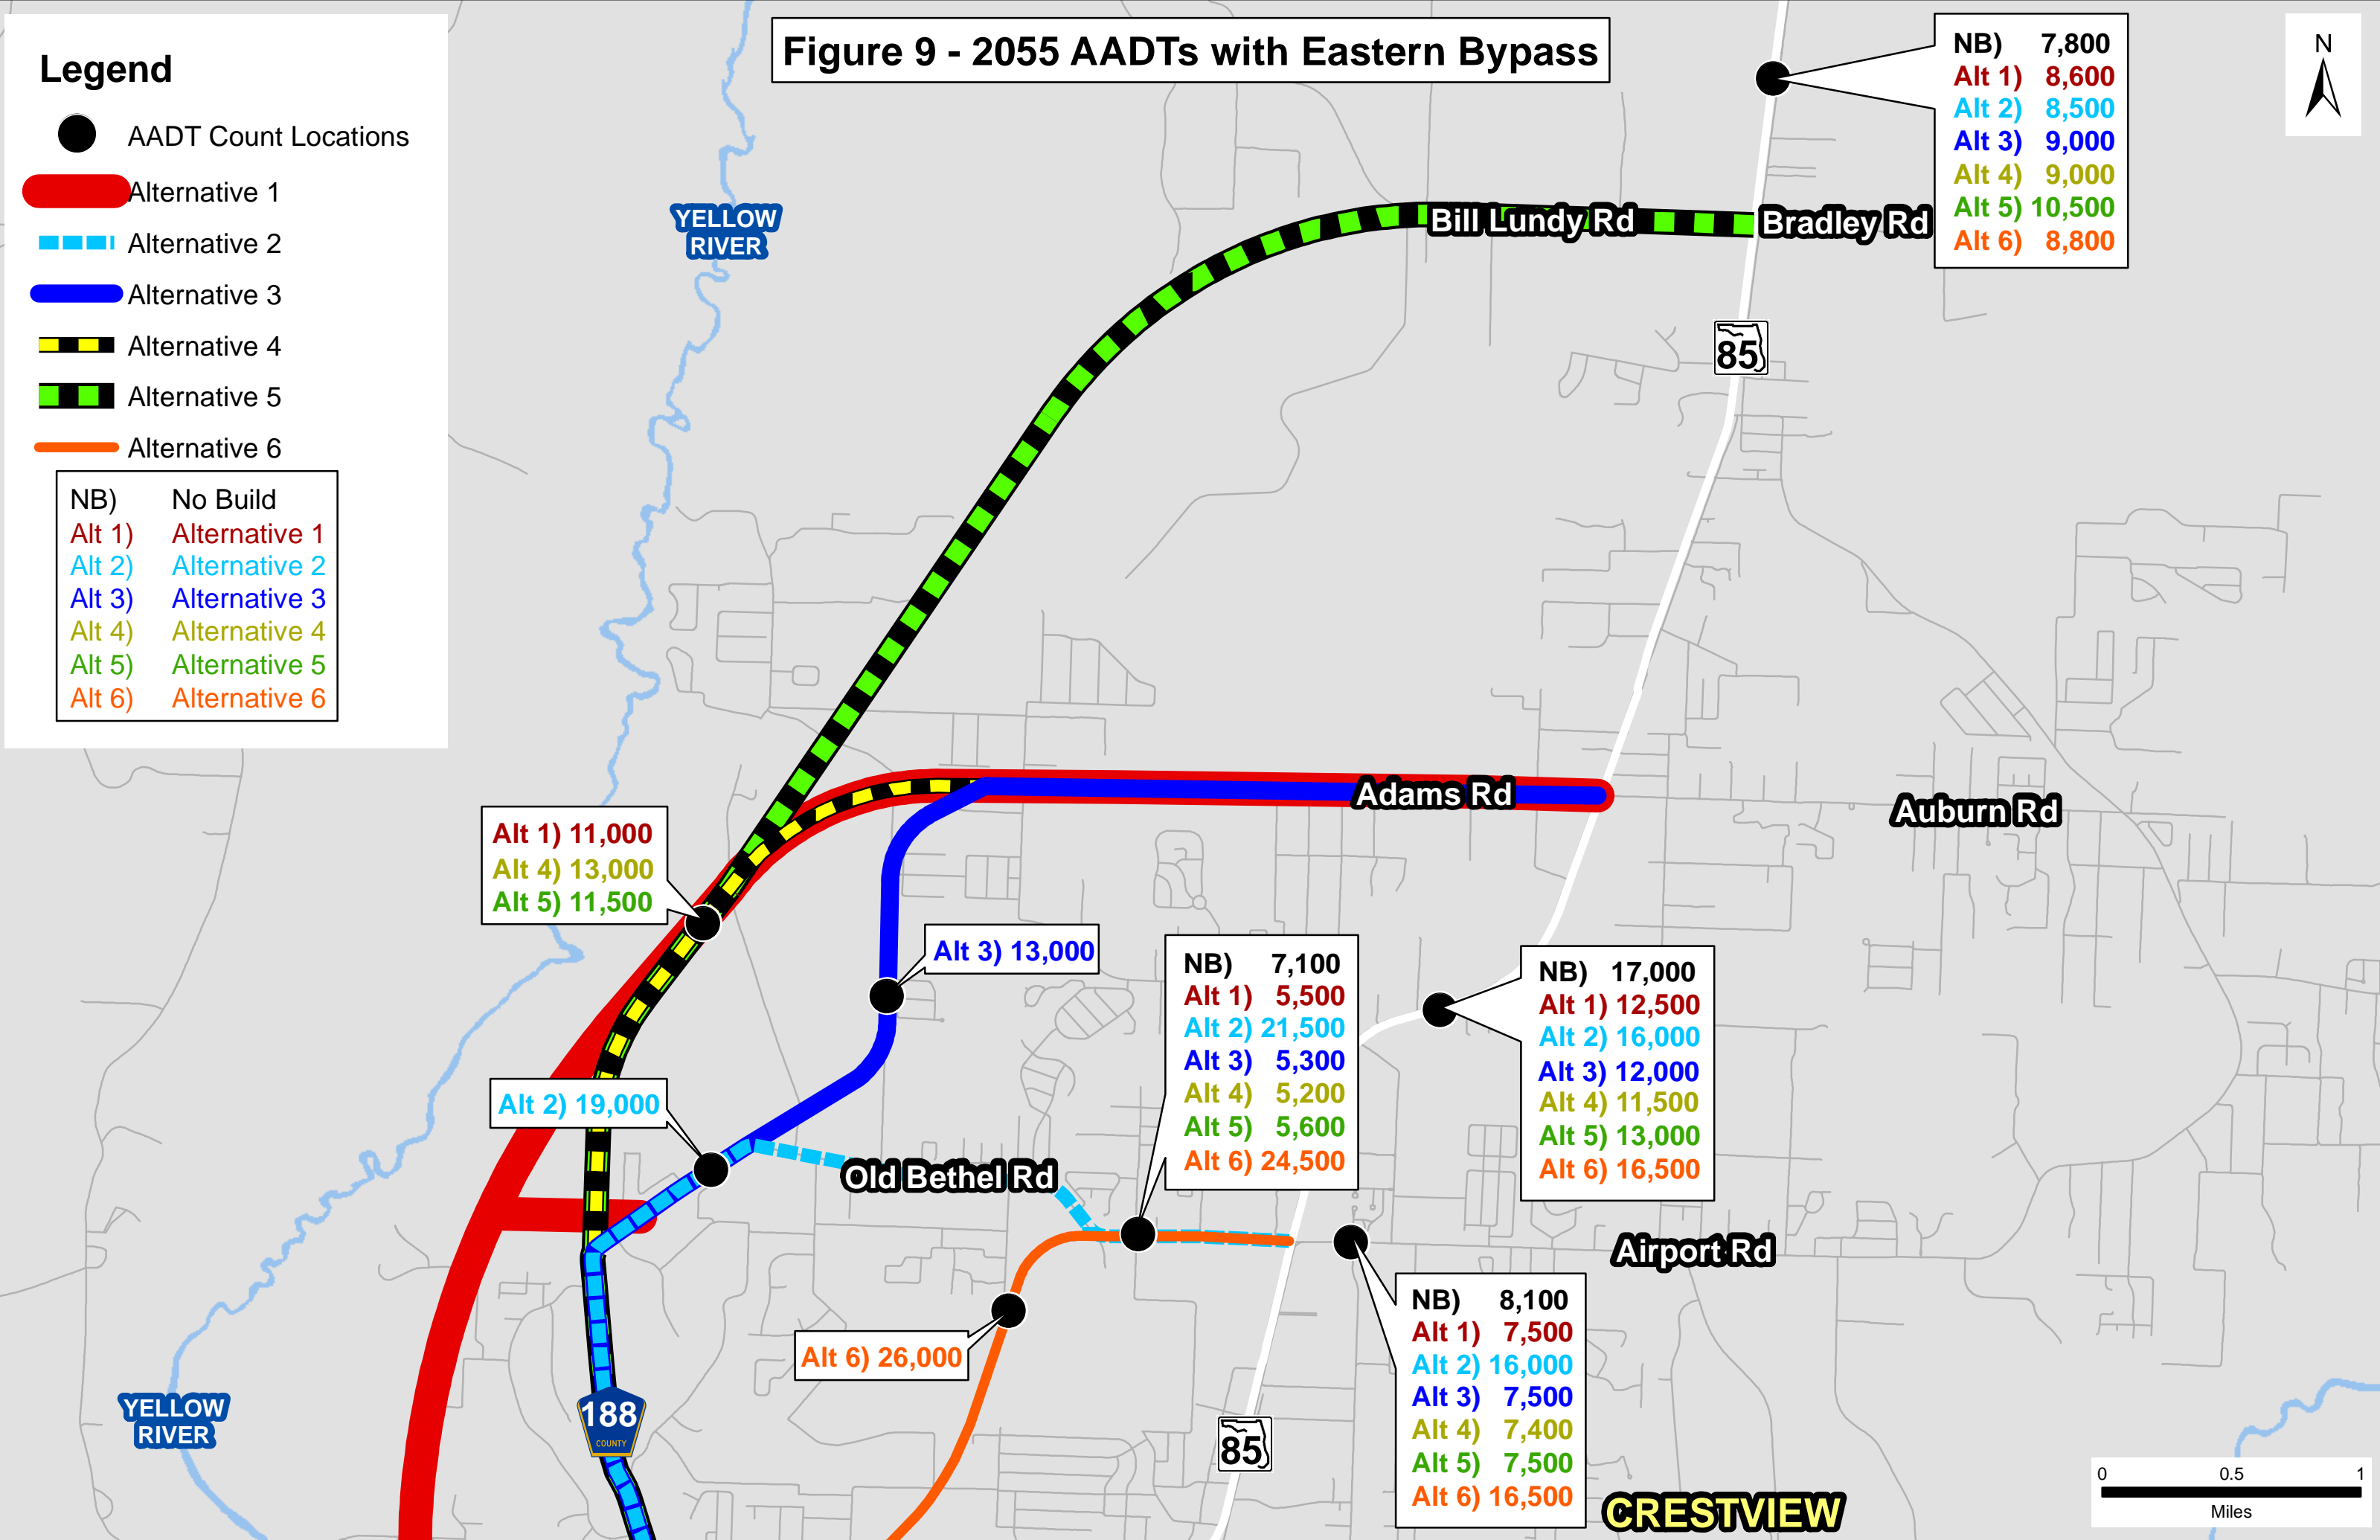 Figure 9 - 2055 AADTs with Eastern Bypass
Legend
AADT Count Locations
Alternative 1
Alternative 2
Alternative 3
Alternative 4
Alternative 5
Alternative 6
NB) No Build
Alt 1) Alternative 1
Alt 2) Alternative 2
Alt 3) Alternative 3
Alt 4) Alternative 4
Alt 5) Alternative 5
Alt 6) Alternative 6
NB) 7,800
Alt 1) 8,600
Alt 2) 8,500
Alt 3) 9,000
Alt 4) 9,000
Alt 5) 10,500
Alt 6) 8,800
N
YELLOW
RIVER
Bill Lundy Rd
Bradley Rd
85
Adams Rd
Auburn Rd
Alt 1) 11,000
Alt 4) 13,000
Alt 5) 11,500
Alt 3) 13,000
NB) 7,100
Alt 1) 5,500
Alt 2) 21,500
Alt 3) 5,300
Alt 4) 5,200
Alt 5) 5,600
Alt 6) 24,500
NB) 17,000
Alt 1) 12,500
Alt 2) 16,000
Alt 3) 12,000
Alt 4) 11,500
Alt 5) 13,000
Alt 6) 16,500
Alt 2) 19,000
Old Bethel Rd
Airport Rd
Alt 6) 26,000
NB) 8,100
Alt 1) 7,500
Alt 2) 16,000
Alt 3) 7,500
Alt 4) 7,400
Alt 5) 7,500
Alt 6) 16,500
YELLOW
RIVER
188
COUNTY
85
CRESTVIEW
0 0.5 1
Miles